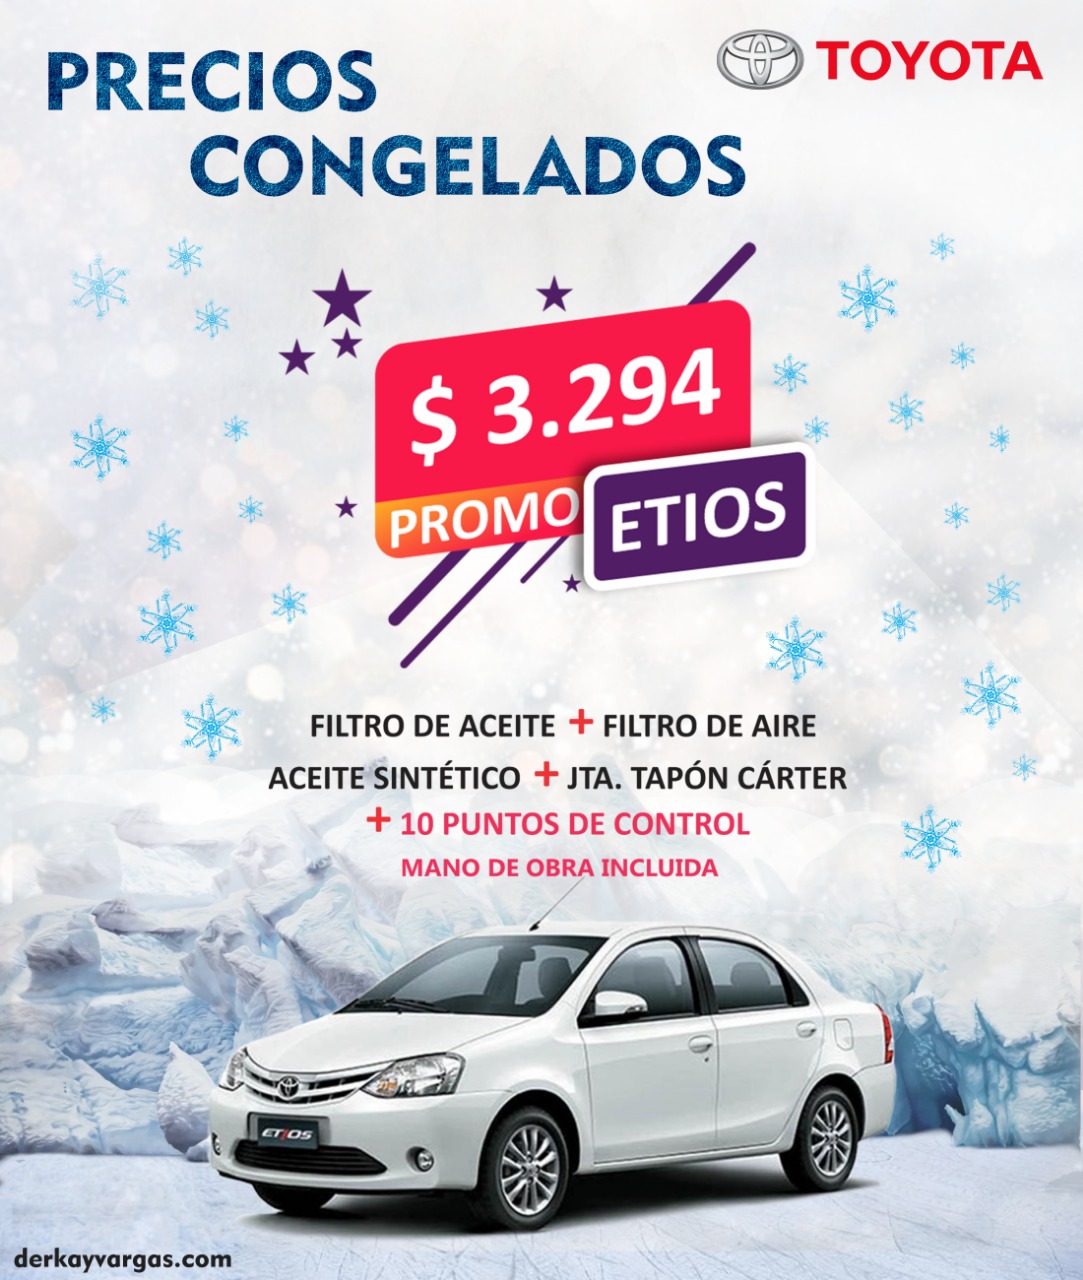 PRECIOS
TOYOTA
CONGELADOS
$ 3.294
PROMO
ETIOS
FILTRO DE ACEITE + FILTRO DE AIRE
ACEITE SINTÉTICO + JTA. TAPÓN CÁRTER
+ 10 PUNTOS DE CONTROL
MANO DE OBRA INCLUIDA
ETIOS
derkayvargas.com